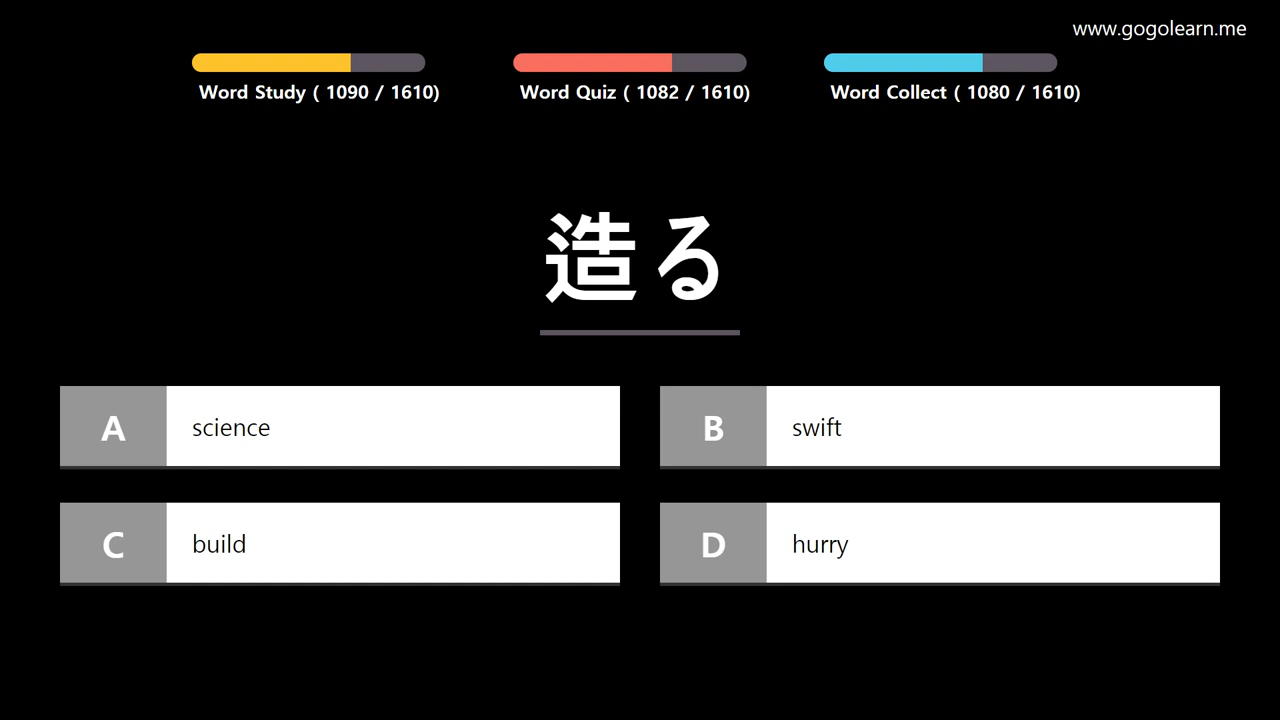 www.gogolearn.me
Word Study ( 1090 / 1610)
Word Quiz ( 1082 / 1610)
Word Collect ( 1080 / 1610)
造る
A science
B swift
C build
D hurry